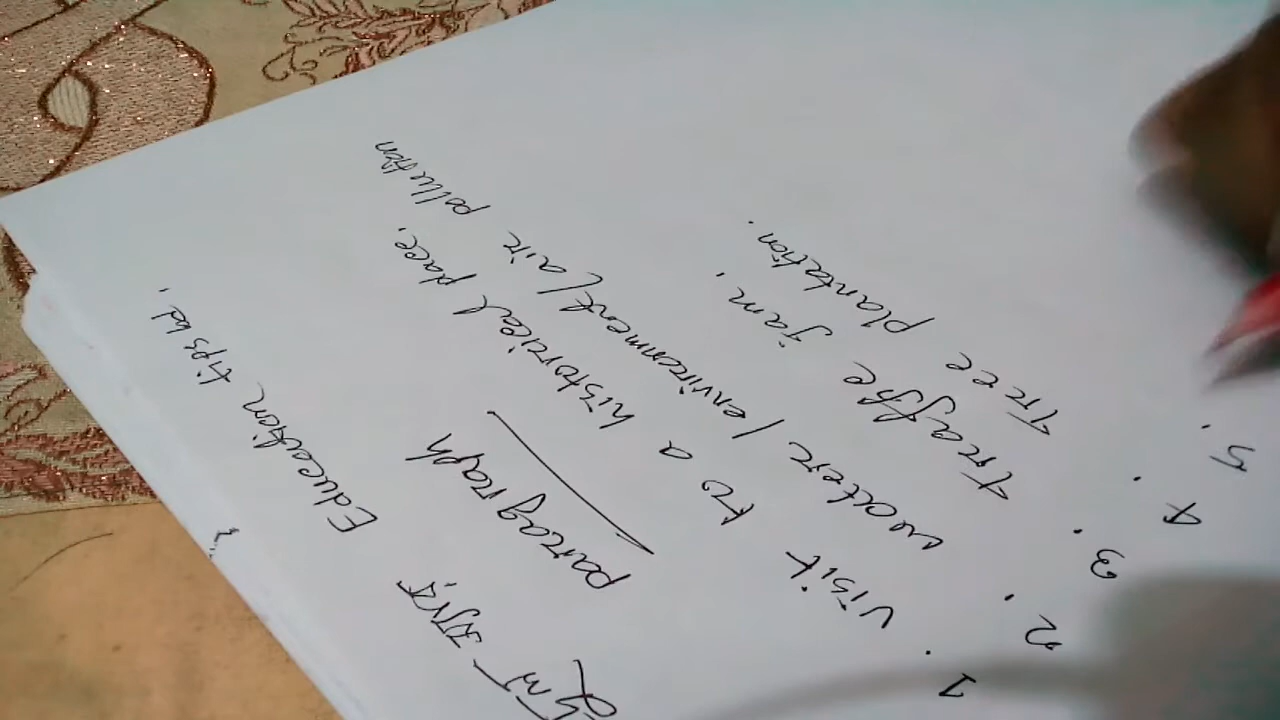 Education tips bd.
paragraph
1. visit to a historical place.
2. water/environment/air pollution
3. traffic jam.
4. Tree plantation.
5.